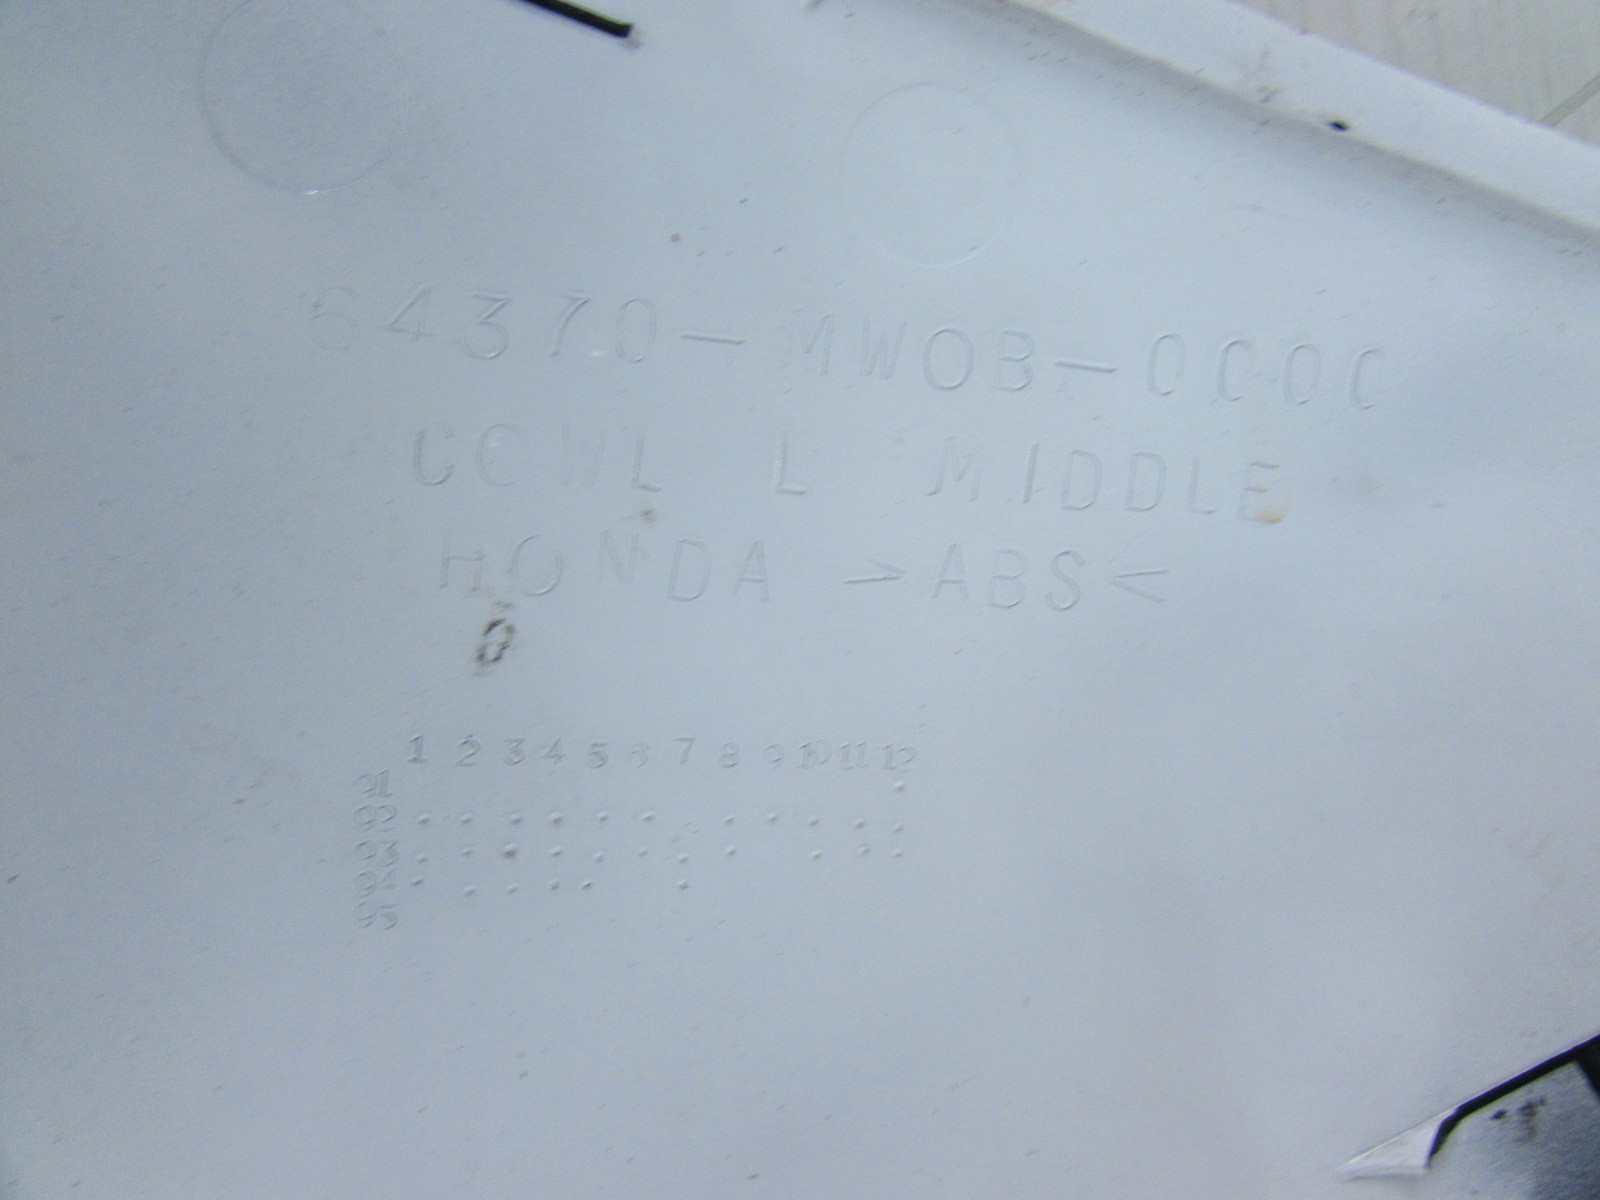 64370-MW0B-0000
COWL L MIDDLE
HONDA >ABS<
1 2 3 4 5 6 7 8 9 10 11 12
91
92
93
94
95